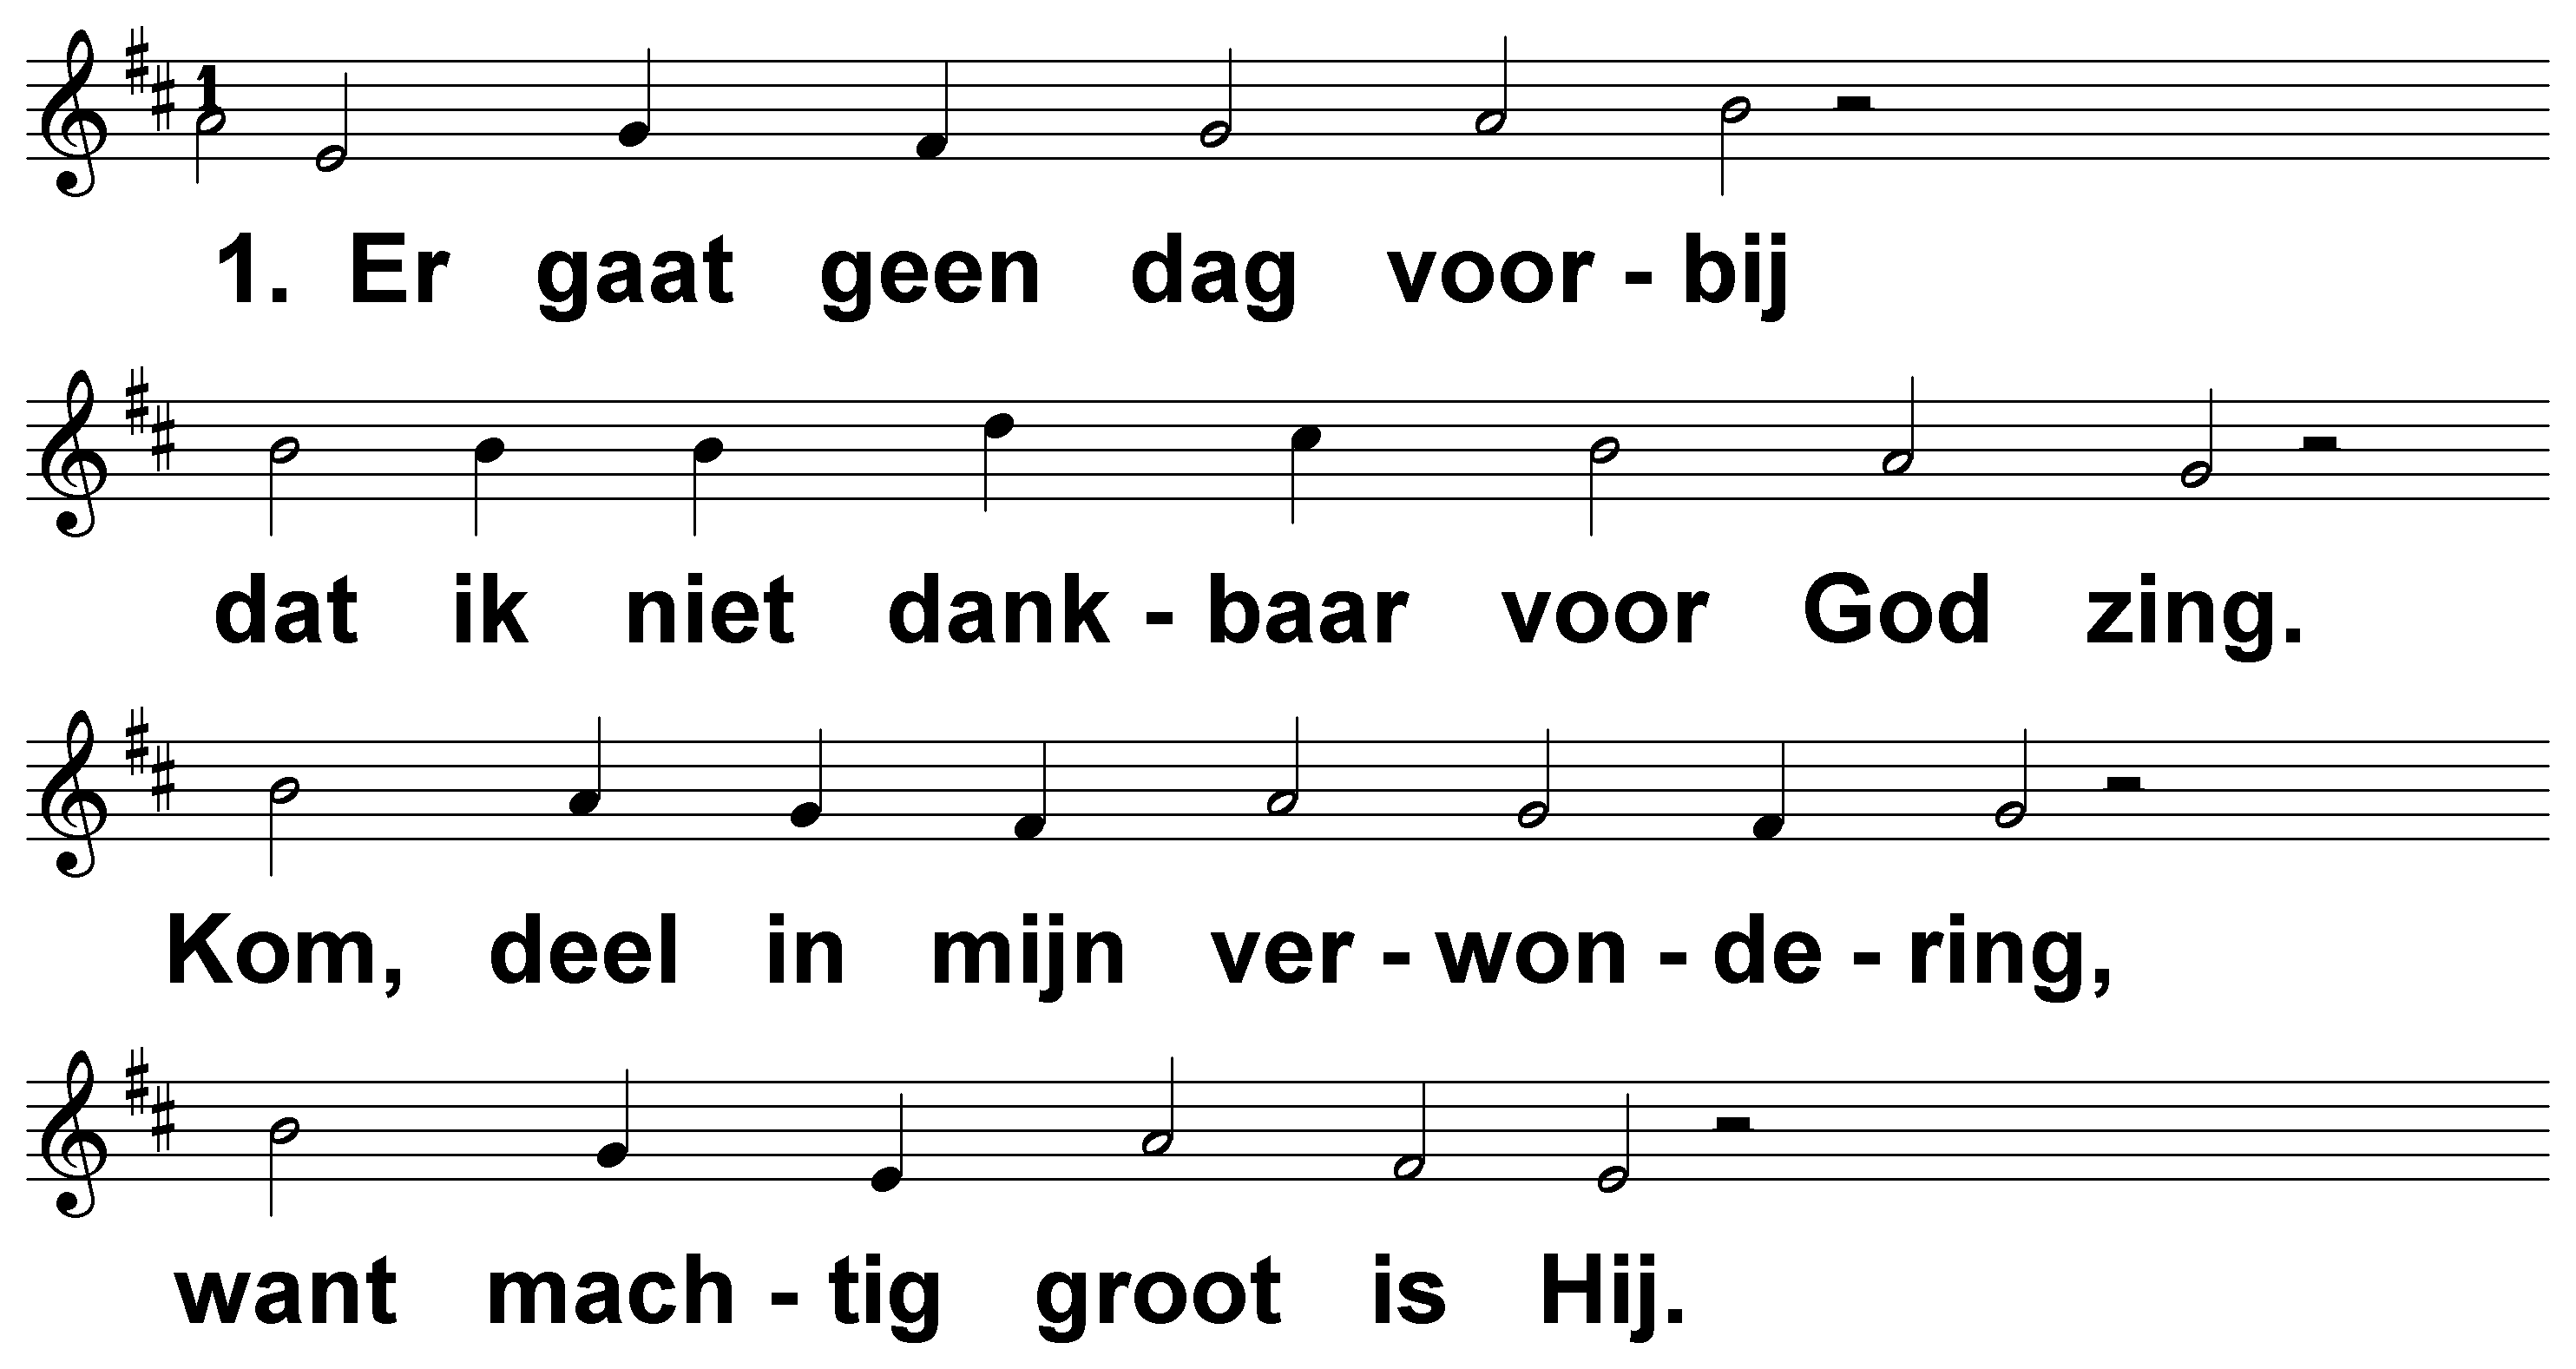 1
1. Er gaat geen dag voor - bij
dat ik niet dank - baar voor God zing.
Kom, deel in mijn ver - won - de - ring,
want mach - tig groot is Hij.